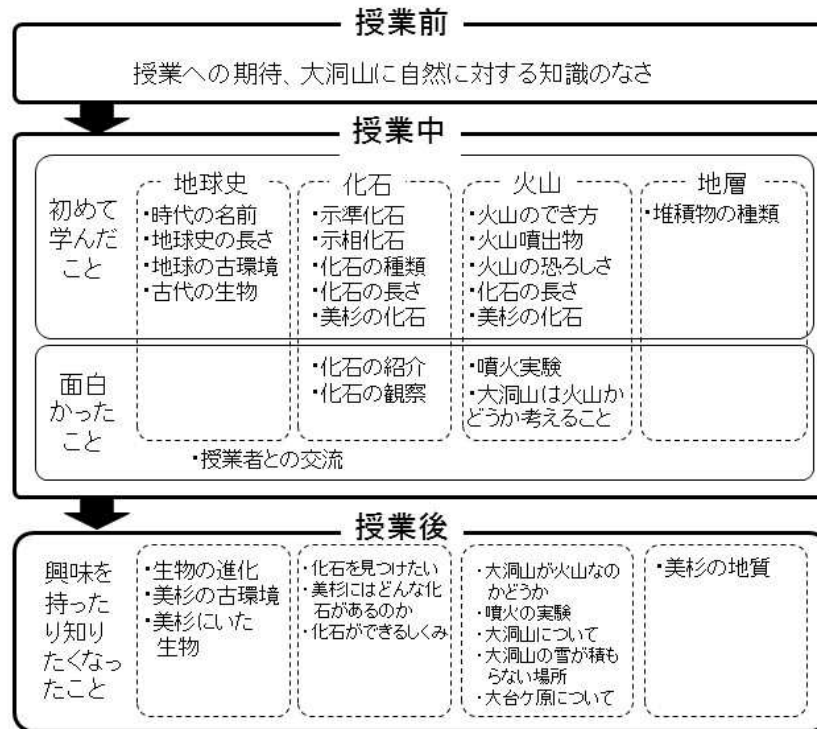 授業前
授業への期待、大洞山に自然に対する知識のなさ
授業中
初めて
学んだ
こと
地球史
・時代の名前
・地球史の長さ
・地球の古環境
・古代の生物
化石
・示準化石
・示相化石
・化石の種類
・化石の長さ
・美杉の化石
火山
・火山のでき方
・火山噴出物
・火山の恐ろしさ
・化石の長さ
・美杉の化石
地層
・堆積物の種類
面白
かった
こと
・化石の紹介
・化石の観察
・噴火実験
・大洞山は火山か
どうか考えること
・授業者との交流
授業後
興味を
持った
り知り
たくなっ
たこと
・生物の進化
・美杉の古環境
・美杉にいた
生物
・化石を見つけたい
・美杉にはどんな化
石があるのか
・化石ができるしくみ
・大洞山が火山なの
かどうか
・噴火の実験
・大洞山について
・大洞山の雪が積も
らない場所
・大台ケ原について
・美杉の地質